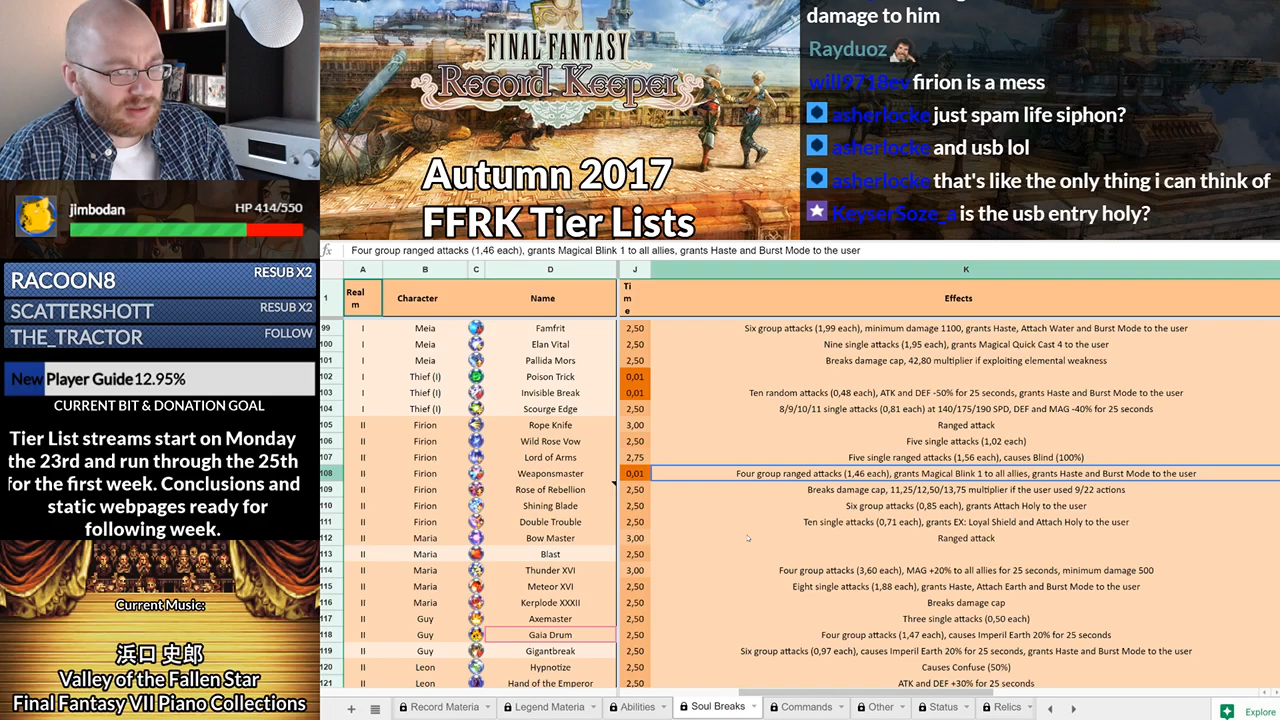 damage to him
Rayduoz
will9718ev firion is a mess
asherlocke just spam life siphon?
asherlocke and usb lol
asherlocke that's like the only thing i can think of
KeyserSoze_a is the usb entry holy?
FINAL FANTASY
Record Keeper
Autumn 2017
FFRK Tier Lists
jimbodan
HP 414/550
RACOON8 RESUB X2
SCATTERSHOTT RESUB X2
THE_TRACTOR FOLLOW
New Player Guide 12.95%
CURRENT BIT & DONATION GOAL
Tier List streams start on Monday
the 23rd and run through the 25th
for the first week. Conclusions and
static webpages ready for
following week.
Current Music:
浜口 史郎
Valley of the Fallen Star
Final Fantasy VII Piano Collections
fx Four group ranged attacks (1,46 each), grants Magical Blink 1 to all allies, grants Haste and Burst Mode to the user
A B C D J K
1 Realm Character Name Time Effects
99 I Meia Famfrit 2,50 Six group attacks (1,99 each), minimum damage 1100, grants Haste, Attach Water and Burst Mode to the user
100 I Meia Elan Vital 2,50 Nine single attacks (1,95 each), grants Magical Quick Cast 4 to the user
101 I Meia Pallida Mors 2,50 Breaks damage cap, 42,80 multiplier if exploiting elemental weakness
102 I Thief (I) Poison Trick 0,01
103 I Thief (I) Invisible Break 0,01 Ten random attacks (0,48 each), ATK and DEF -50% for 25 seconds, grants Haste and Burst Mode to the user
104 I Thief (I) Scourge Edge 2,50 8/9/10/11 single attacks (0,81 each) at 140/175/190 SPD, DEF and MAG -40% for 25 seconds
105 II Firion Rope Knife 3,00 Ranged attack
106 II Firion Wild Rose Vow 2,50 Five single attacks (1,02 each)
107 II Firion Lord of Arms 2,75 Five single ranged attacks (1,56 each), causes Blind (100%)
108 II Firion Weaponsmaster 0,01 Four group ranged attacks (1,46 each), grants Magical Blink 1 to all allies, grants Haste and Burst Mode to the user
109 II Firion Rose of Rebellion 2,50 Breaks damage cap, 11,25/12,50/13,75 multiplier if the user used 9/22 actions
110 II Firion Shining Blade 2,50 Six group attacks (0,85 each), grants Attach Holy to the user
111 II Firion Double Trouble 2,50 Ten single attacks (0,71 each), grants EX: Loyal Shield and Attach Holy to the user
112 II Maria Bow Master 3,00 Ranged attack
113 II Maria Blast 2,50
114 II Maria Thunder XVI 3,00 Four group attacks (3,60 each), MAG +20% to all allies for 25 seconds, minimum damage 500
115 II Maria Meteor XVI 2,50 Eight single attacks (1,88 each), grants Haste, Attach Earth and Burst Mode to the user
116 II Maria Kerplode XXXII 2,50 Breaks damage cap
117 II Guy Axemaster 2,50 Three single attacks (0,50 each)
118 II Guy Gaia Drum 2,50 Four group attacks (1,47 each), causes Imperil Earth 20% for 25 seconds
119 II Guy Gigantbreak 2,50 Six group attacks (0,97 each), causes Imperil Earth 20% for 25 seconds, grants Haste and Burst Mode to the user
120 II Leon Hypnotize 2,50 Causes Confuse (50%)
121 II Leon Hand of the Emperor 2,50 ATK and DEF +30% for 25 seconds
+ Record Materia Legend Materia Abilities Soul Breaks Commands Other Status Relics Explore